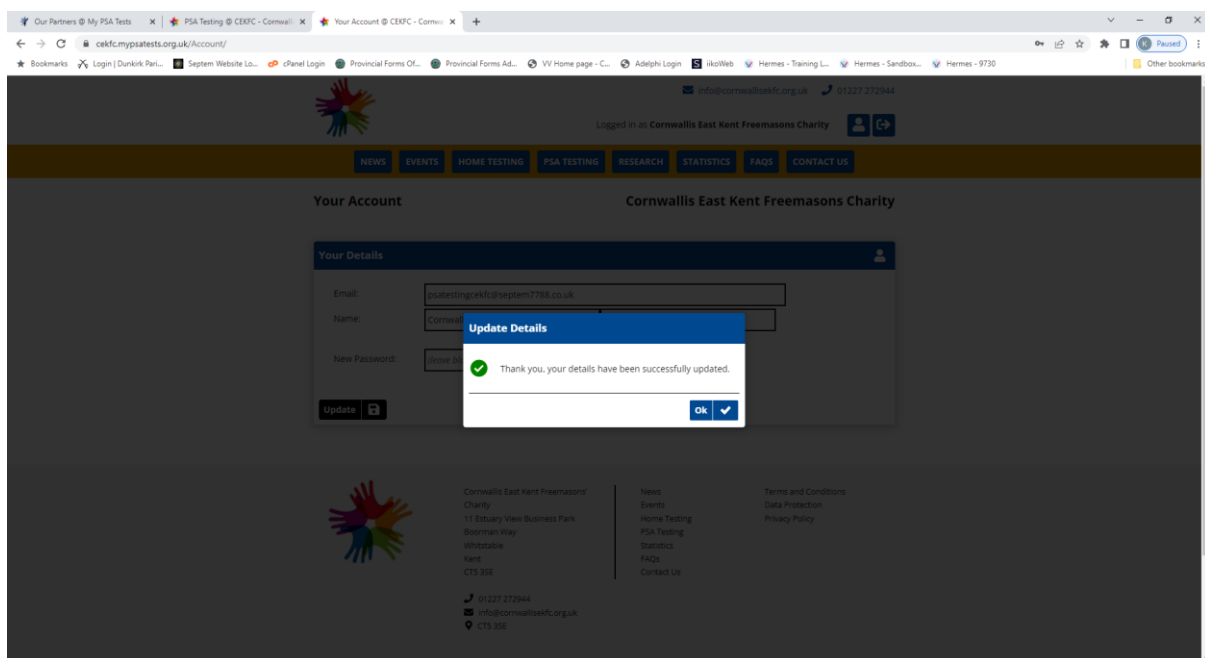 Our Partners @ My PSA Tests
PSA Testing @ CEKFC - Cornwall
Your Account @ CEKFC - Cornwa
cekfc.mypsatests.org.uk/Account/
K Paused
Bookmarks Login | Dunkirk Pari... Septem Website Lo... cPanel Login Provincial Forms Of... Provincial Forms Ad... VV Home page - C... Adelphi Login iikoWeb Hermes - Training L... Hermes - Sandbox... Hermes - 9730 Other bookmarks
info@cornwallisekfc.org.uk 01227 272944
Logged in as Cornwallis East Kent Freemasons Charity
NEWS EVENTS HOME TESTING PSA TESTING RESEARCH STATISTICS FAQS CONTACT US
Your Account Cornwallis East Kent Freemasons Charity
Your Details
Email: psatestingcekfc@septem7788.co.uk
Name: Cornwall
New Password: (leave bl
Update
Update Details
Thank you, your details have been successfully updated.
Ok
Cornwallis East Kent Freemasons'
Charity
11 Estuary View Business Park
Boorman Way
Whitstable
Kent
CT5 3SE
01227 272944
info@cornwallisekfc.org.uk
CT5 3SE
News
Events
Home Testing
PSA Testing
Statistics
FAQs
Contact Us
Terms and Conditions
Data Protection
Privacy Policy